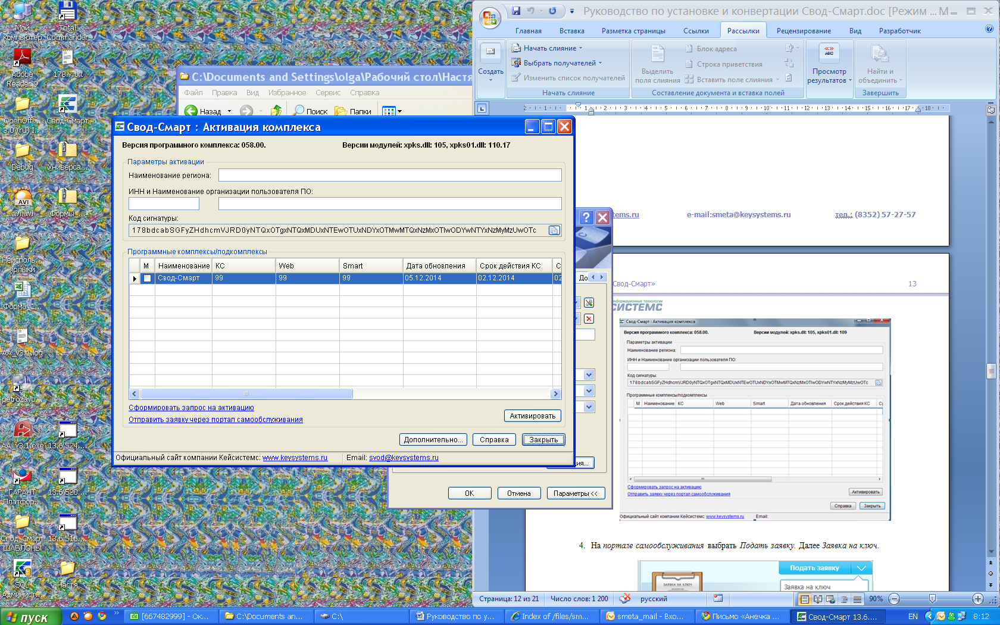 Мой компьютер
Total Commander
Adobe Reader 9
178.v.txt
OpenOffi... 3.0 (ru) I...
Свод-Смарт
Debug
Универса...
avi.avi
Формы_...
Неисполь... ярлыки
Форма_1...
AA_v3.1.log
petrozavo...
AA_v3.1.exe
13.6.524....
ГАРАНТ Платфор...
13.6.520....
Свод_Смарт ШАБЛОНЫ
13.6.516....
SQL Админист...
Настя
C:\Documents and Settings\olga\Рабочий стол\Настя
Файл Правка Вид Избранное Сервис Справка
Назад Поиск Папки
Руководство по установке и конвертации Свод-Смарт.doc [Режим ... M
Главная Вставка Разметка страницы Ссылки Рассылки Рецензирование Вид Разработчик
Создать
Начать слияние
Выбрать получателей
Изменить список получателей
Начать слияние
Выделить поля слияния
Блок адреса
Строка приветствия
Вставить поле слияния
Составление документа и вставка полей
Просмотр результатов
Найти и объединить
Завершить
2 1 1 2 3 4 5 6 7 8 9 10 11 12 13 14 15 16 17 18
Свод-Смарт : Активация комплекса
Версия программного комплекса: 058.00. Версии модулей: xpks.dll: 105, xpks01.dll: 110.17
Параметры активации
Наименование региона:
ИНН и Наименование организации пользователя ПО:
Код сигнатуры:
178bdcabSGFyZHdhcmVJRD0yNTQxOTgxNTQxMDUxNTEwOTUxNDYxOTMwMTQxNzMxOTIwODYwNTYxNzMyMzUwOTc
Программные комплексы/подкомплексы
М Наименование КС Web Smart Дата обновления Срок действия КС С
Свод-Смарт 99 99 99 05.12.2014 02.12.2014 02
Сформировать запрос на активацию
Отправить заявку через портал самообслуживания
Активировать
Дополнительно... Справка Закрыть
Официальный сайт компании Кейсистемс: www.keysystems.ru Email: svod@keysystems.ru
До
ия...
ОК Отмена Параметры <<
ems.ru e-mail:smeta@keysystems.ru тел.: (8352) 57-27-57
Свод-Смарт» 13
информационные технологии
СИСТЕМС
Свод-Смарт : Активация комплекса
Версия программного комплекса: 058.00. Версии модулей: xpks.dll: 105, xpks01.dll: 109
Параметры активации
Наименование региона:
ИНН и Наименование организации пользователя ПО:
Код сигнатуры:
178bdcabSGFyZHdhcmVJRD0yNTQxOTgxNTQxMDUxNTEwOTUxNDYxOTMwMTQxNzMxOTIwODYwNTYxNzMyMzUwOTc
Программные комплексы/подкомплексы
М Наименование КС Web Smart Дата обновления Срок действия КС
Сформировать запрос на активацию
Отправить заявку через портал самообслуживания
Активировать
Справка Закрыть
Официальный сайт компании Кейсистемс: www.keysystems.ru Email:
4. На портале самообслуживания выбрать Подать заявку. Далее Заявка на ключ.
ЗАЯВКА НА КЛЮЧ
Подать заявку
Заявка на ключ
Страница: 12 из 21 Число слов: 1 200 русский 90%
пуск
[667482999] - Ок...
C:\Documents an...
C:\
Руководство по у...
Index of /files/sm...
smeta_mail - Вхо...
Письмо «Анечка ...
Свод-Смарт 13.6....
EN 8:12